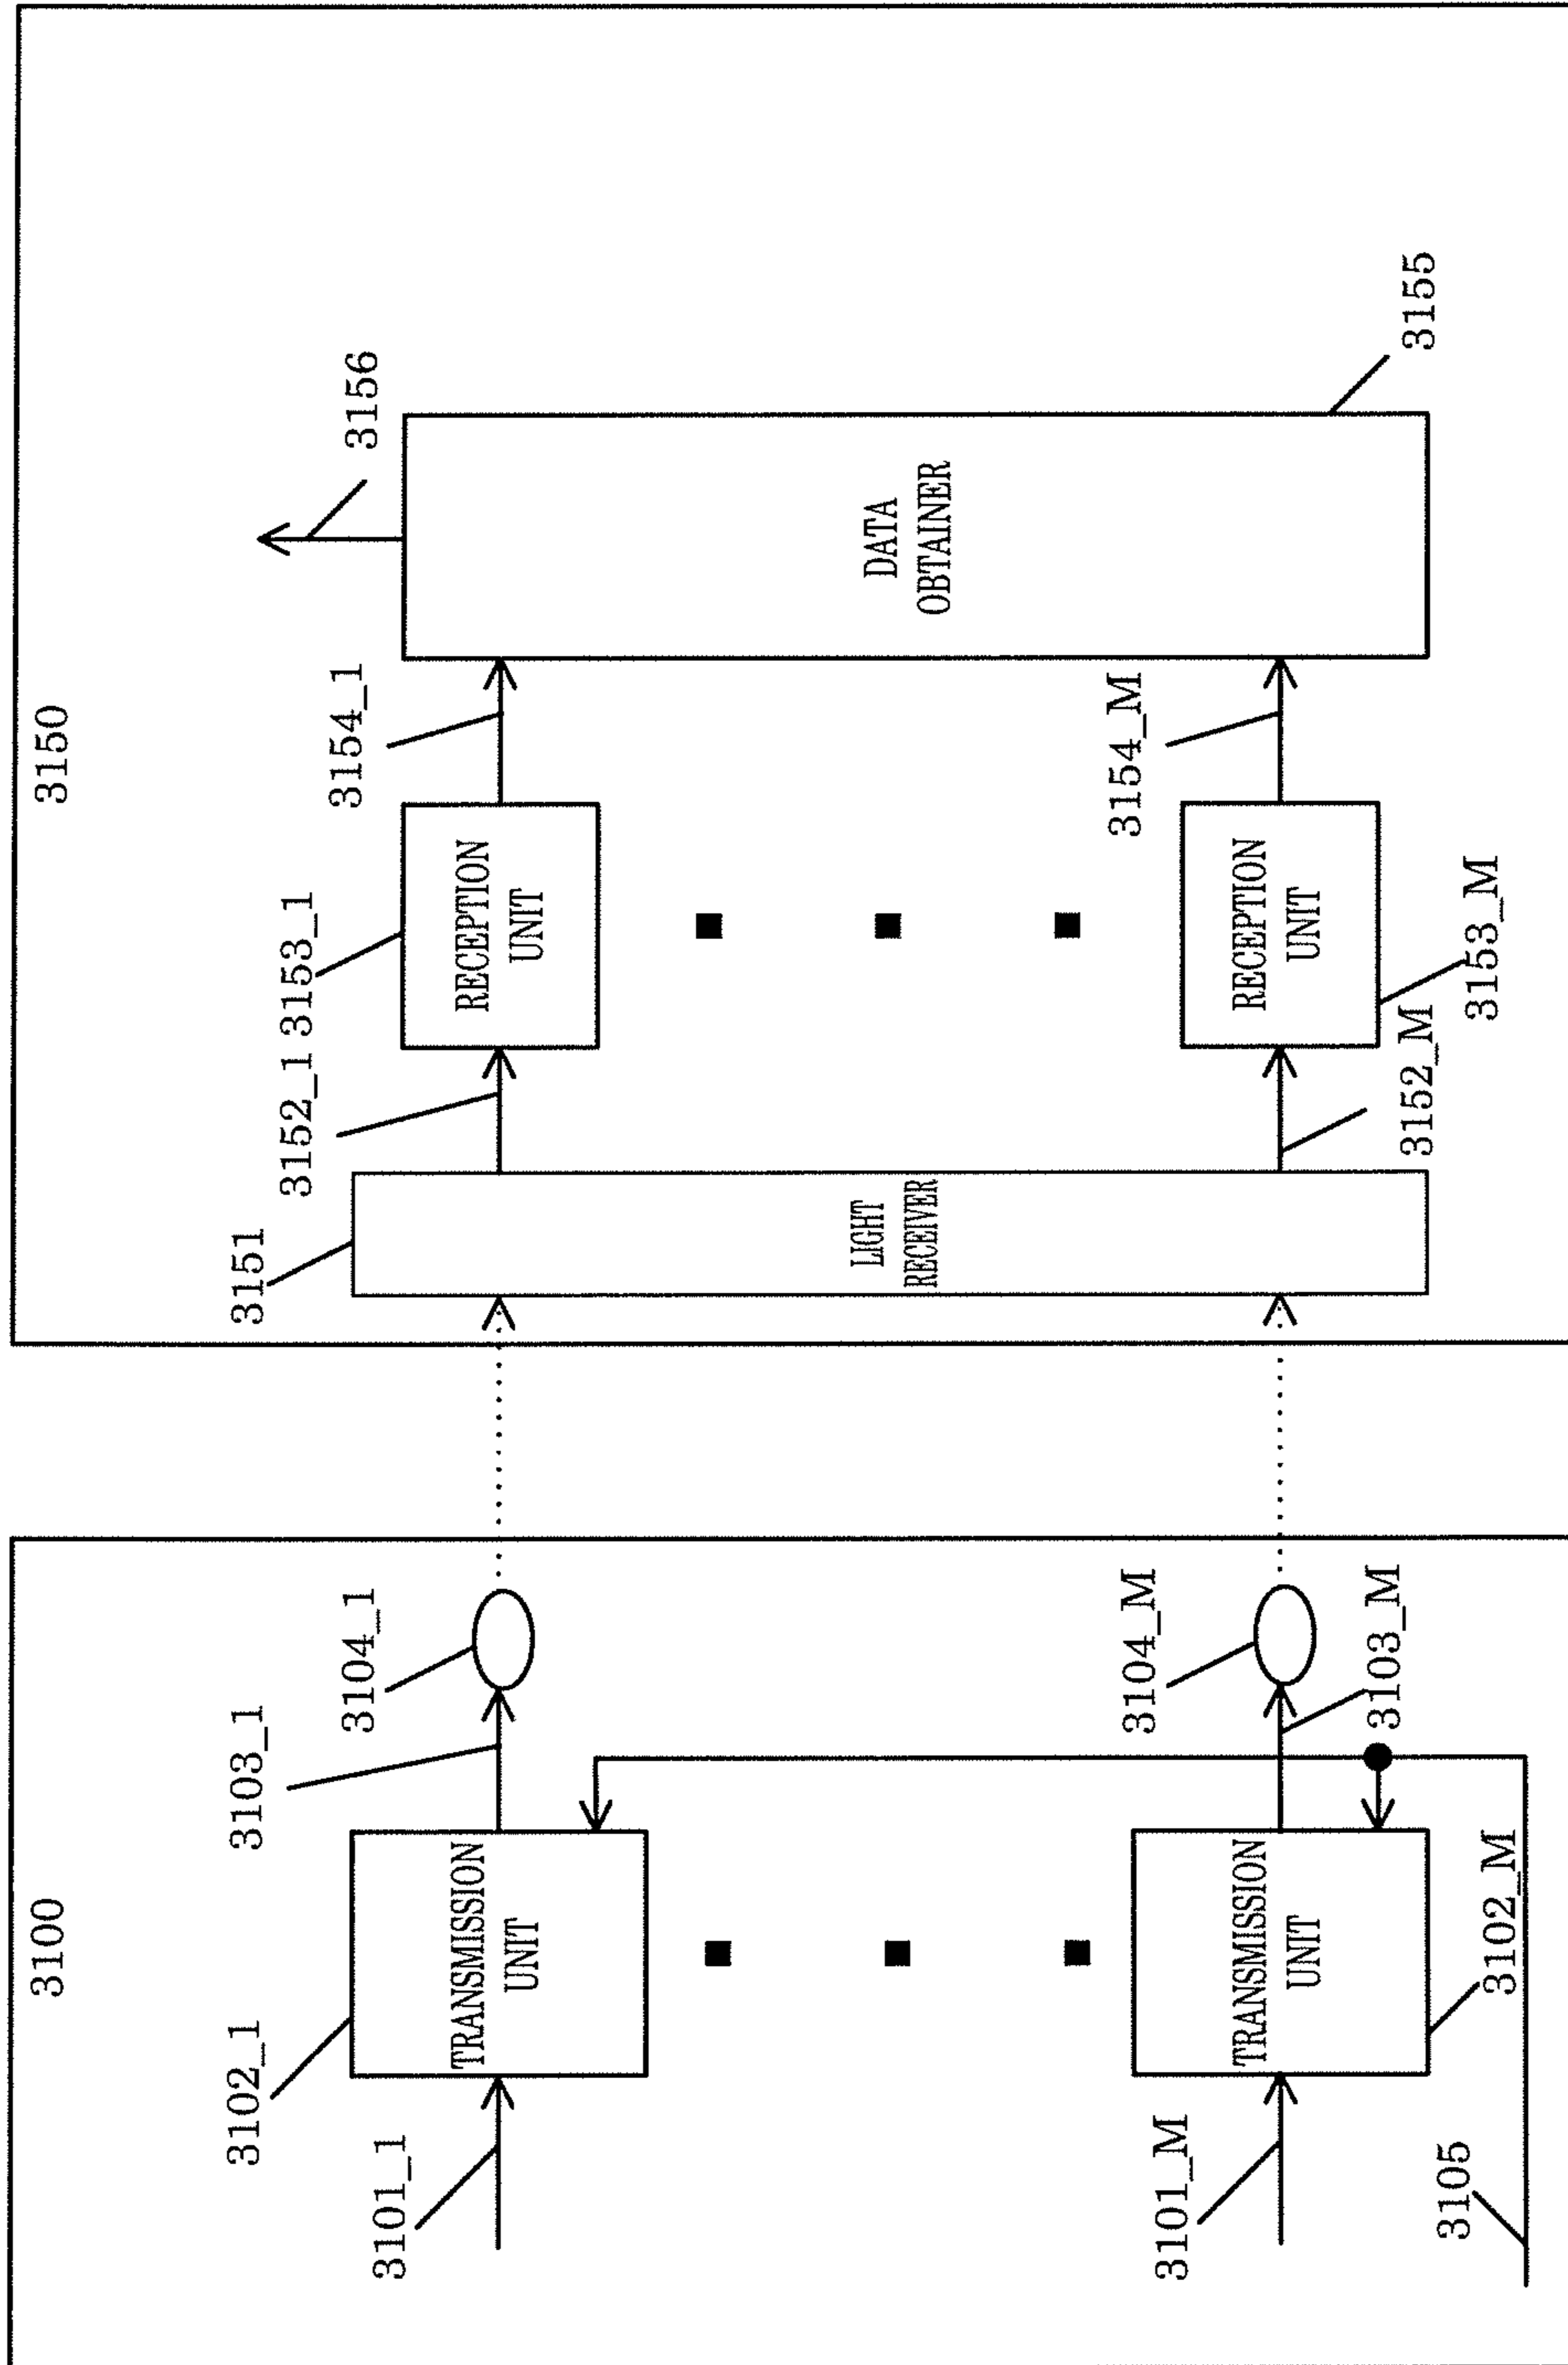 3100
3101_1
3102_1
TRANSMISSION
UNIT
3103_1
3104_1
3101_M
TRANSMISSION
UNIT
3102_M
3103_M
3104_M
3105
3150
3151
LIGHT
RECEIVER
3152_1
3153_1
RECEPTION
UNIT
3154_1
3152_M
RECEPTION
UNIT
3153_M
3154_M
DATA
OBTAINER
3155
3156